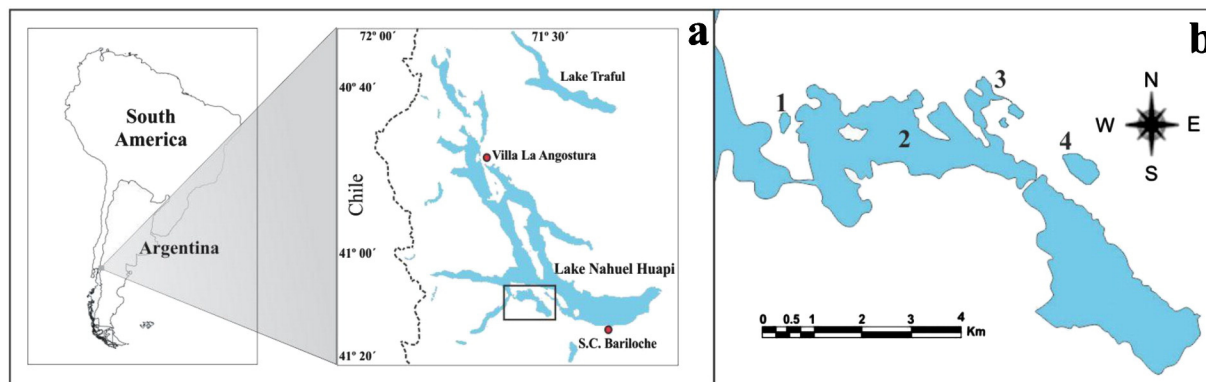 a
72º 00´
71º 30´
40º 40´
Lake Traful
South
America
Villa La Angostura
Chile
Argentina
41º 00´
Lake Nahuel Huapi
S.C. Bariloche
41º 20´
b
3
N
1
W
E
2
4
S
0 0.5 1 2 3 4
Km